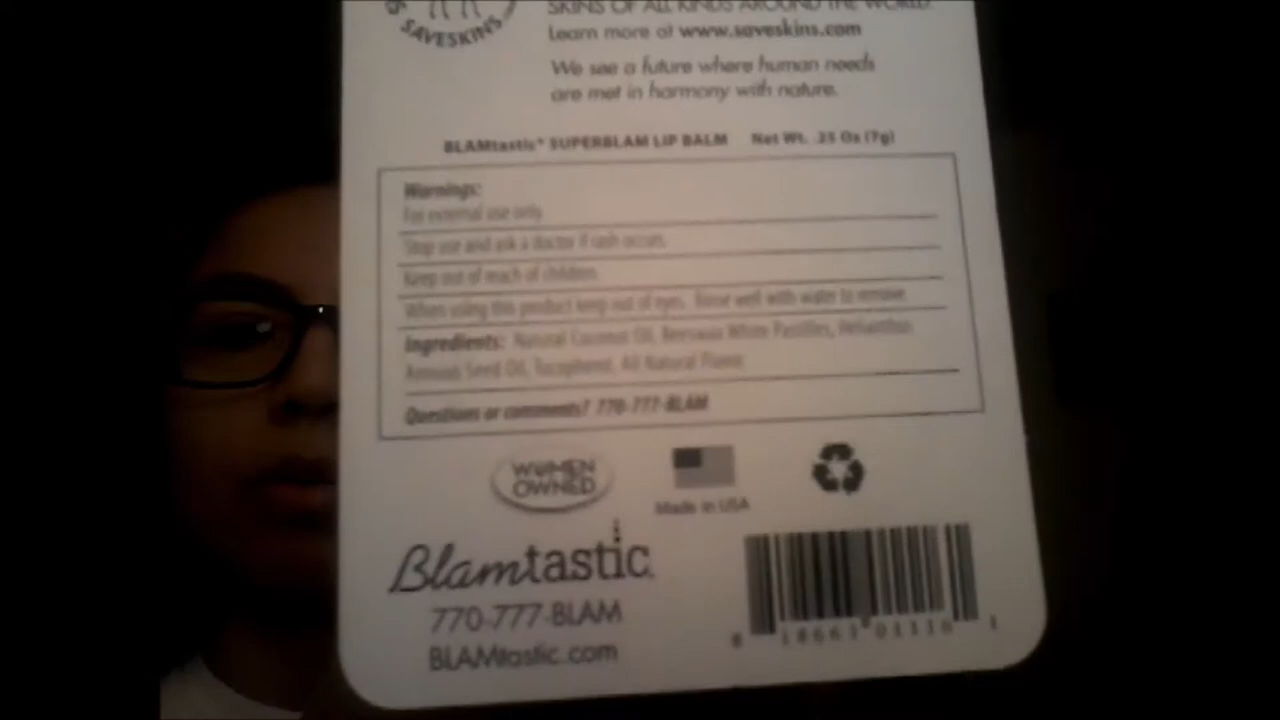 SAVESKINS
SKINS OF ALL KINDS AROUND THE WORLD.
Learn more at www.saveskins.com
We see a future where human needs
are met in harmony with nature.
BLAMtastic® SUPERBLAM LIP BALM Net Wt. .25 Oz (7g)
Warnings:
For external use only.
Stop use and ask a doctor if rash occurs.
Keep out of reach of children.
When using this product keep out of eyes. Rinse well with water to remove.
Ingredients: Natural Coconut Oil, Beeswax White Pastilles, Helianthus
Annuus Seed Oil, Tocopherol, All Natural Flavor.
Questions or comments? 770-777-BLAM
WOMEN
OWNED
Made in USA
Blamtastic.
770-777-BLAM
BLAMtastic.com
8 18663 01110 1